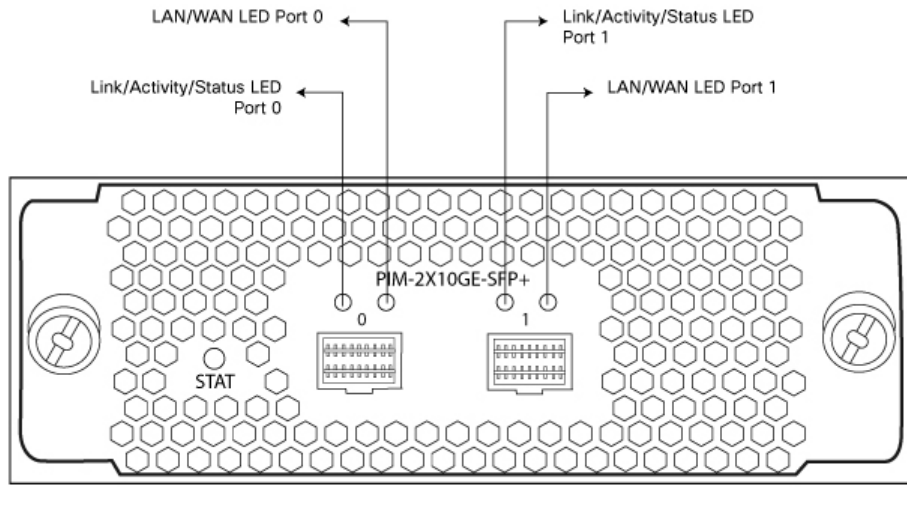 LAN/WAN LED Port 0
Link/Activity/Status LED
Port 1
Link/Activity/Status LED
Port 0
LAN/WAN LED Port 1
PIM-2X10GE-SFP+
0
1
STAT